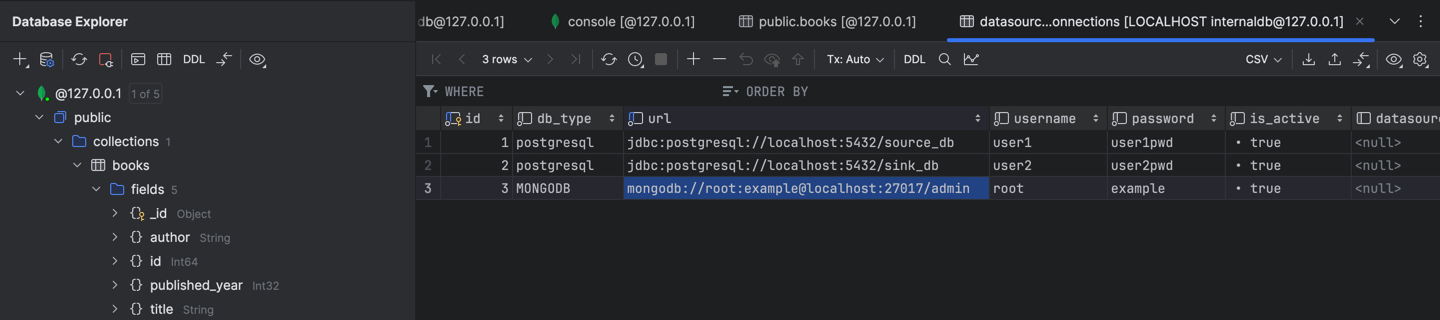 Database Explorer
DDL
@127.0.0.1 1 of 5
public
collections 1
books
fields 5
_id Object
author String
id Int64
published_year Int32
title String
db@127.0.0.1]
console [@127.0.0.1]
public.books [@127.0.0.1]
datasourc...onnections [LOCALHOST internaldb@127.0.0.1]
3 rows
Tx: Auto
DDL
CSV
WHERE
ORDER BY
id db_type url username password is_active datasour
1 1 postgresql jdbc:postgresql://localhost:5432/source_db user1 user1pwd • true <null>
2 2 postgresql jdbc:postgresql://localhost:5432/sink_db user2 user2pwd • true <null>
3 3 MONGODB mongodb://root:example@localhost:27017/admin root example • true <null>